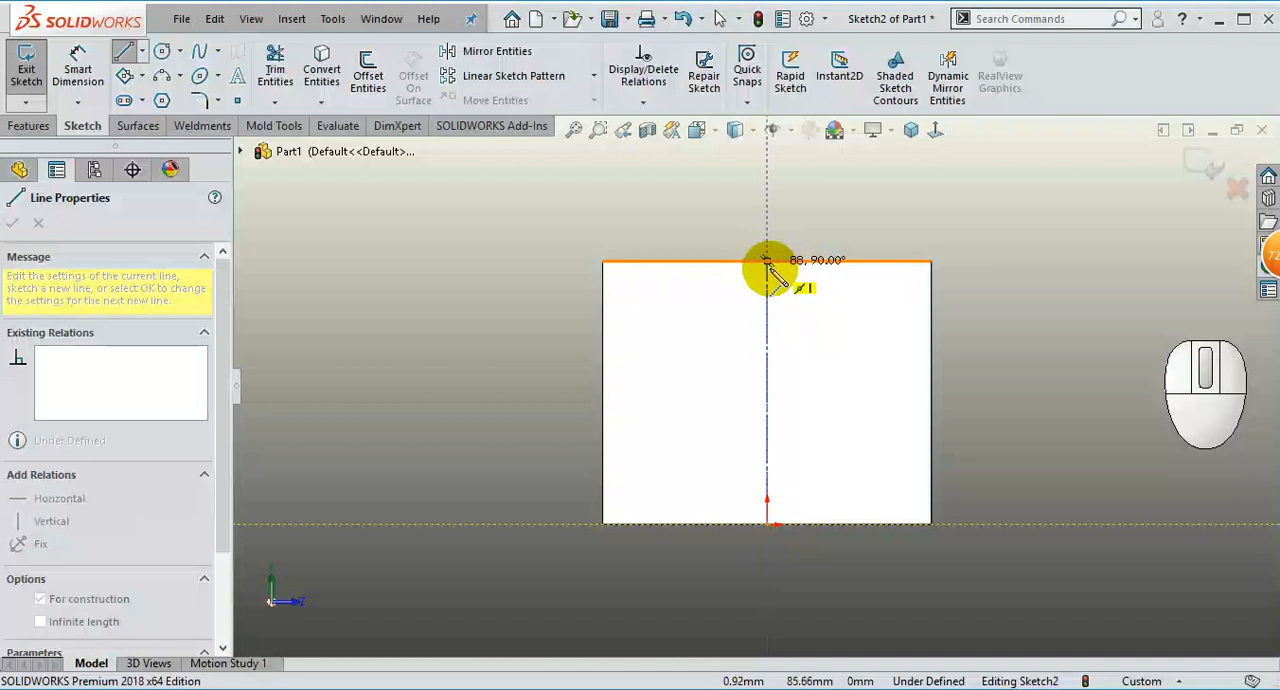 SOLIDWORKS File Edit View Insert Tools Window Help Sketch2 of Part1 * Search Commands
Exit Sketch Smart Dimension Trim Entities Convert Entities Offset Entities Offset On Surface Mirror Entities Linear Sketch Pattern Move Entities Display/Delete Relations Repair Sketch Quick Snaps Rapid Sketch Instant2D Shaded Sketch Contours Dynamic Mirror Entities RealView Graphics
Features Sketch Surfaces Weldments Mold Tools Evaluate DimXpert SOLIDWORKS Add-Ins
Part1 (Default<<Default>...
Line Properties
Message
Edit the settings of the current line,
sketch a new line, or select OK to change
the settings for the next new line.
Existing Relations
Under Defined
Add Relations
Horizontal
Vertical
Fix
Options
For construction
Infinite length
Parameters
88, 90.00°
72
Z
Model 3D Views Motion Study 1
SOLIDWORKS Premium 2018 x64 Edition 0.92mm 85.66mm 0mm Under Defined Editing Sketch2 Custom